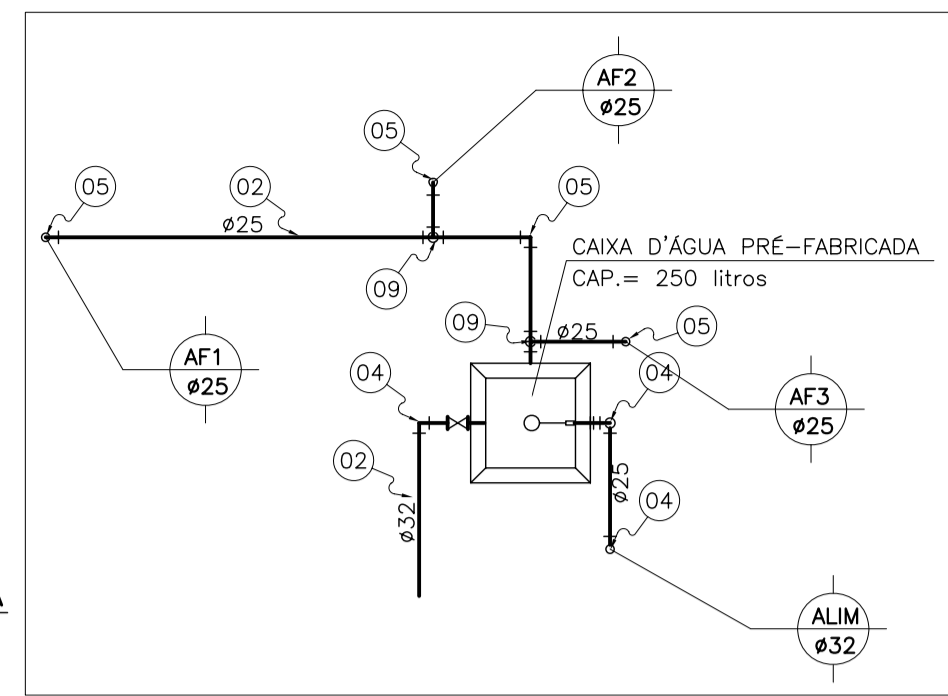 AF2
ø25
05
05
02
05
ø25
CAIXA D'ÁGUA PRÉ-FABRICADA
CAP.= 250 litros
09
09
ø25
05
AF1
ø25
04
04
AF3
ø25
02
ø25
04
ø32
A
ALIM
ø32